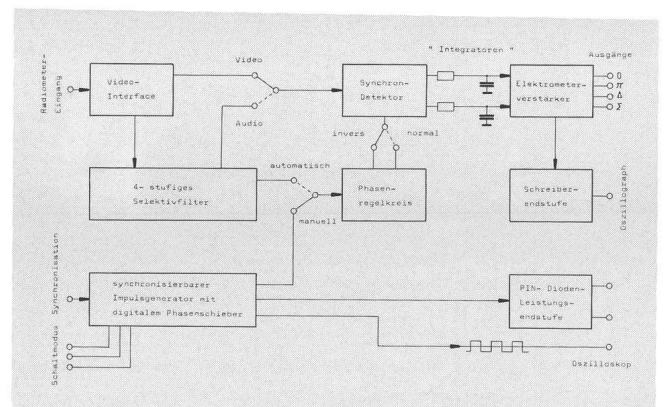 Radiometer-
Eingang
Video-
Interface
Video
Audio
Synchron-
Detektor
" Integratoren "
Elektrometer-
verstärker
Ausgänge
0
π
Δ
Σ
invers
normal
4- stufiges
Selektivfilter
automatisch
manuell
Phasen-
regelkreis
Schreiber-
endstufe
Oszillograph
Synchronisation
synchronisierbarer
Impulsgenerator mit
digitalem Phasenschieber
PIN- Dioden-
Leistungs-
endstufe
Schaltmodus
Oszilloskop